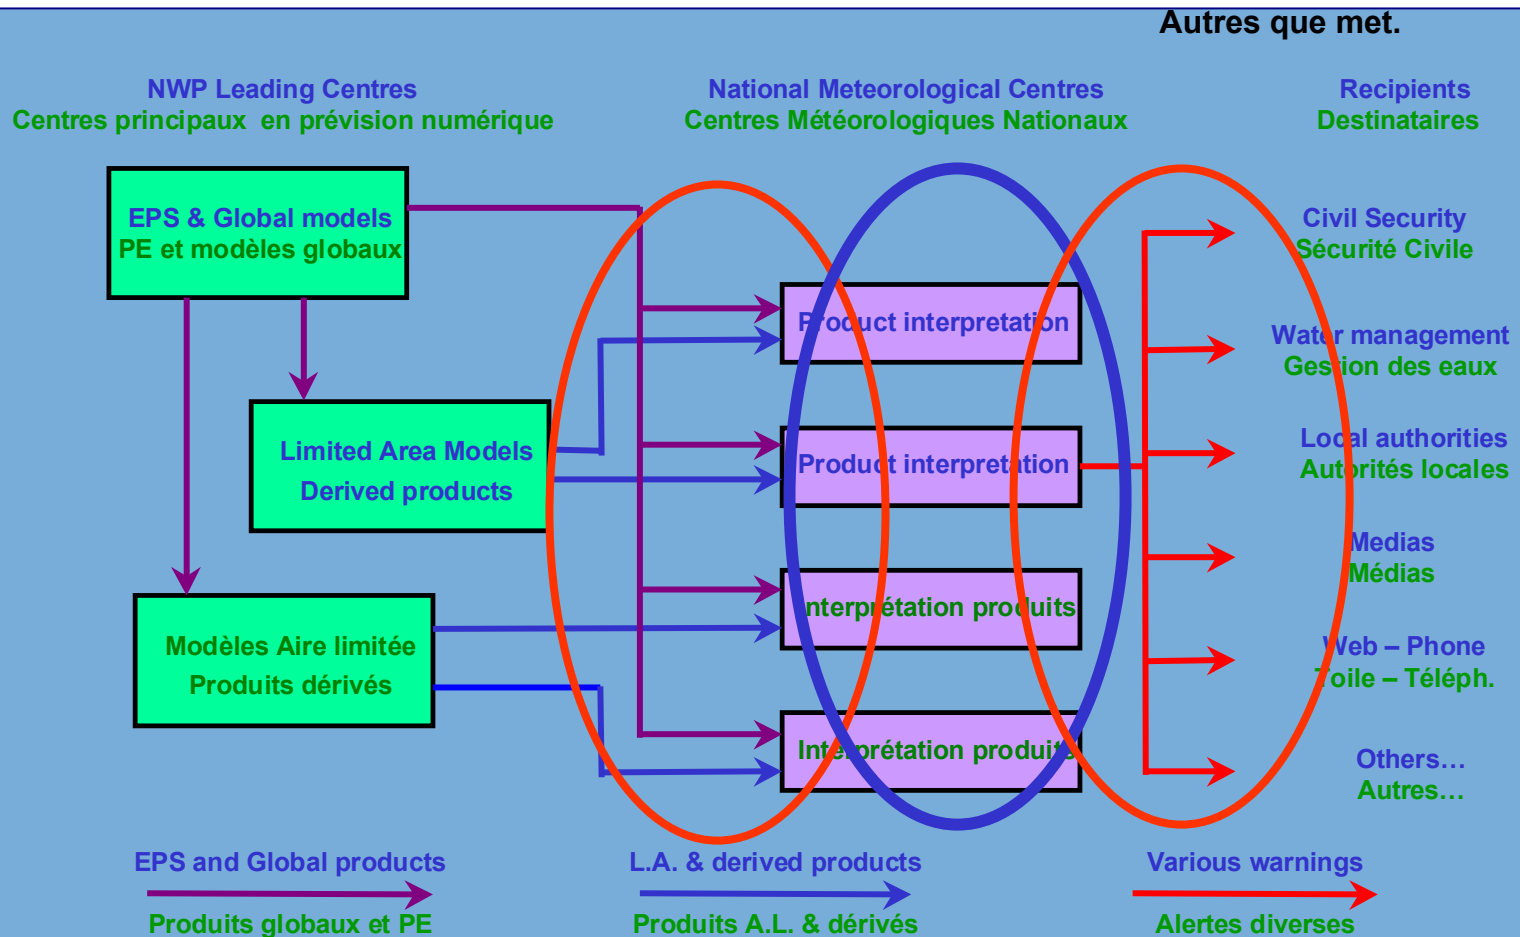 Autres que met.
NWP Leading Centres
Centres principaux en prévision numérique
National Meteorological Centres
Centres Météorologiques Nationaux
Recipients
Destinataires
EPS & Global models
PE et modèles globaux
Limited Area Models
Derived products
Modèles Aire limitée
Produits dérivés
Product interpretation
Product interpretation
Interprétation produits
Interprétation produits
Civil Security
Sécurité Civile
Water management
Gestion des eaux
Local authorities
Autorités locales
Medias
Médias
Web – Phone
Toile – Téléph.
Others…
Autres…
EPS and Global products
Produits globaux et PE
L.A. & derived products
Produits A.L. & dérivés
Various warnings
Alertes diverses